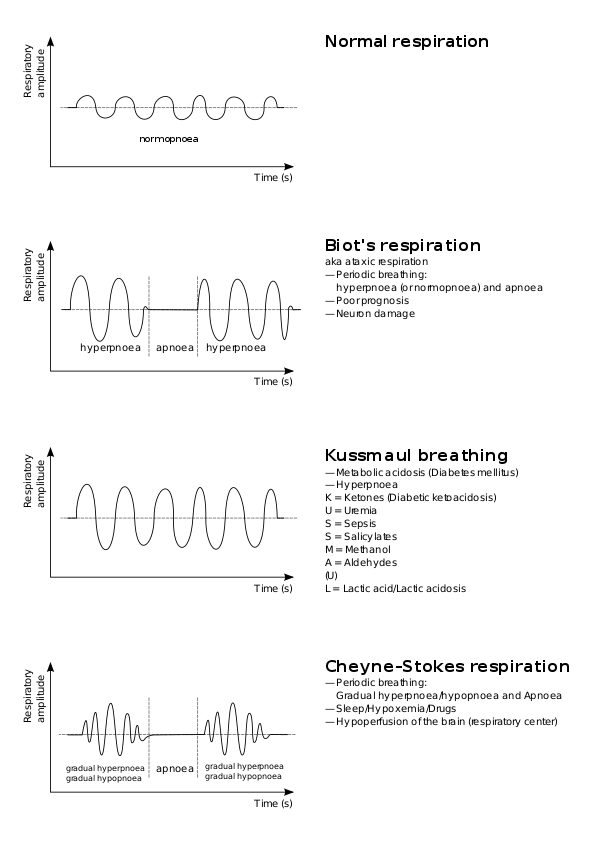 Normal respiration
Respiratory
amplitude
normopnoea
Time (s)
Biot's respiration
aka ataxic respiration
—Periodic breathing:
hyperpnoea (or normopnoea) and apnoea
—Poor prognosis
—Neuron damage
Respiratory
amplitude
hyperpnoea apnoea hyperpnoea
Time (s)
Kussmaul breathing
—Metabolic acidosis (Diabetes mellitus)
—Hyperpnoea
K = Ketones (Diabetic ketoacidosis)
U = Uremia
S = Sepsis
S = Salicylates
M = Methanol
A = Aldehydes
(U)
L = Lactic acid/Lactic acidosis
Respiratory
amplitude
Time (s)
Cheyne-Stokes respiration
—Periodic breathing:
Gradual hyperpnoea/hypopnoea and Apnoea
—Sleep/Hypoxemia/Drugs
—Hypoperfusion of the brain (respiratory center)
Respiratory
amplitude
gradual hyperpnoea
gradual hypopnoea
apnoea
gradual hyperpnoea
gradual hypopnoea
Time (s)